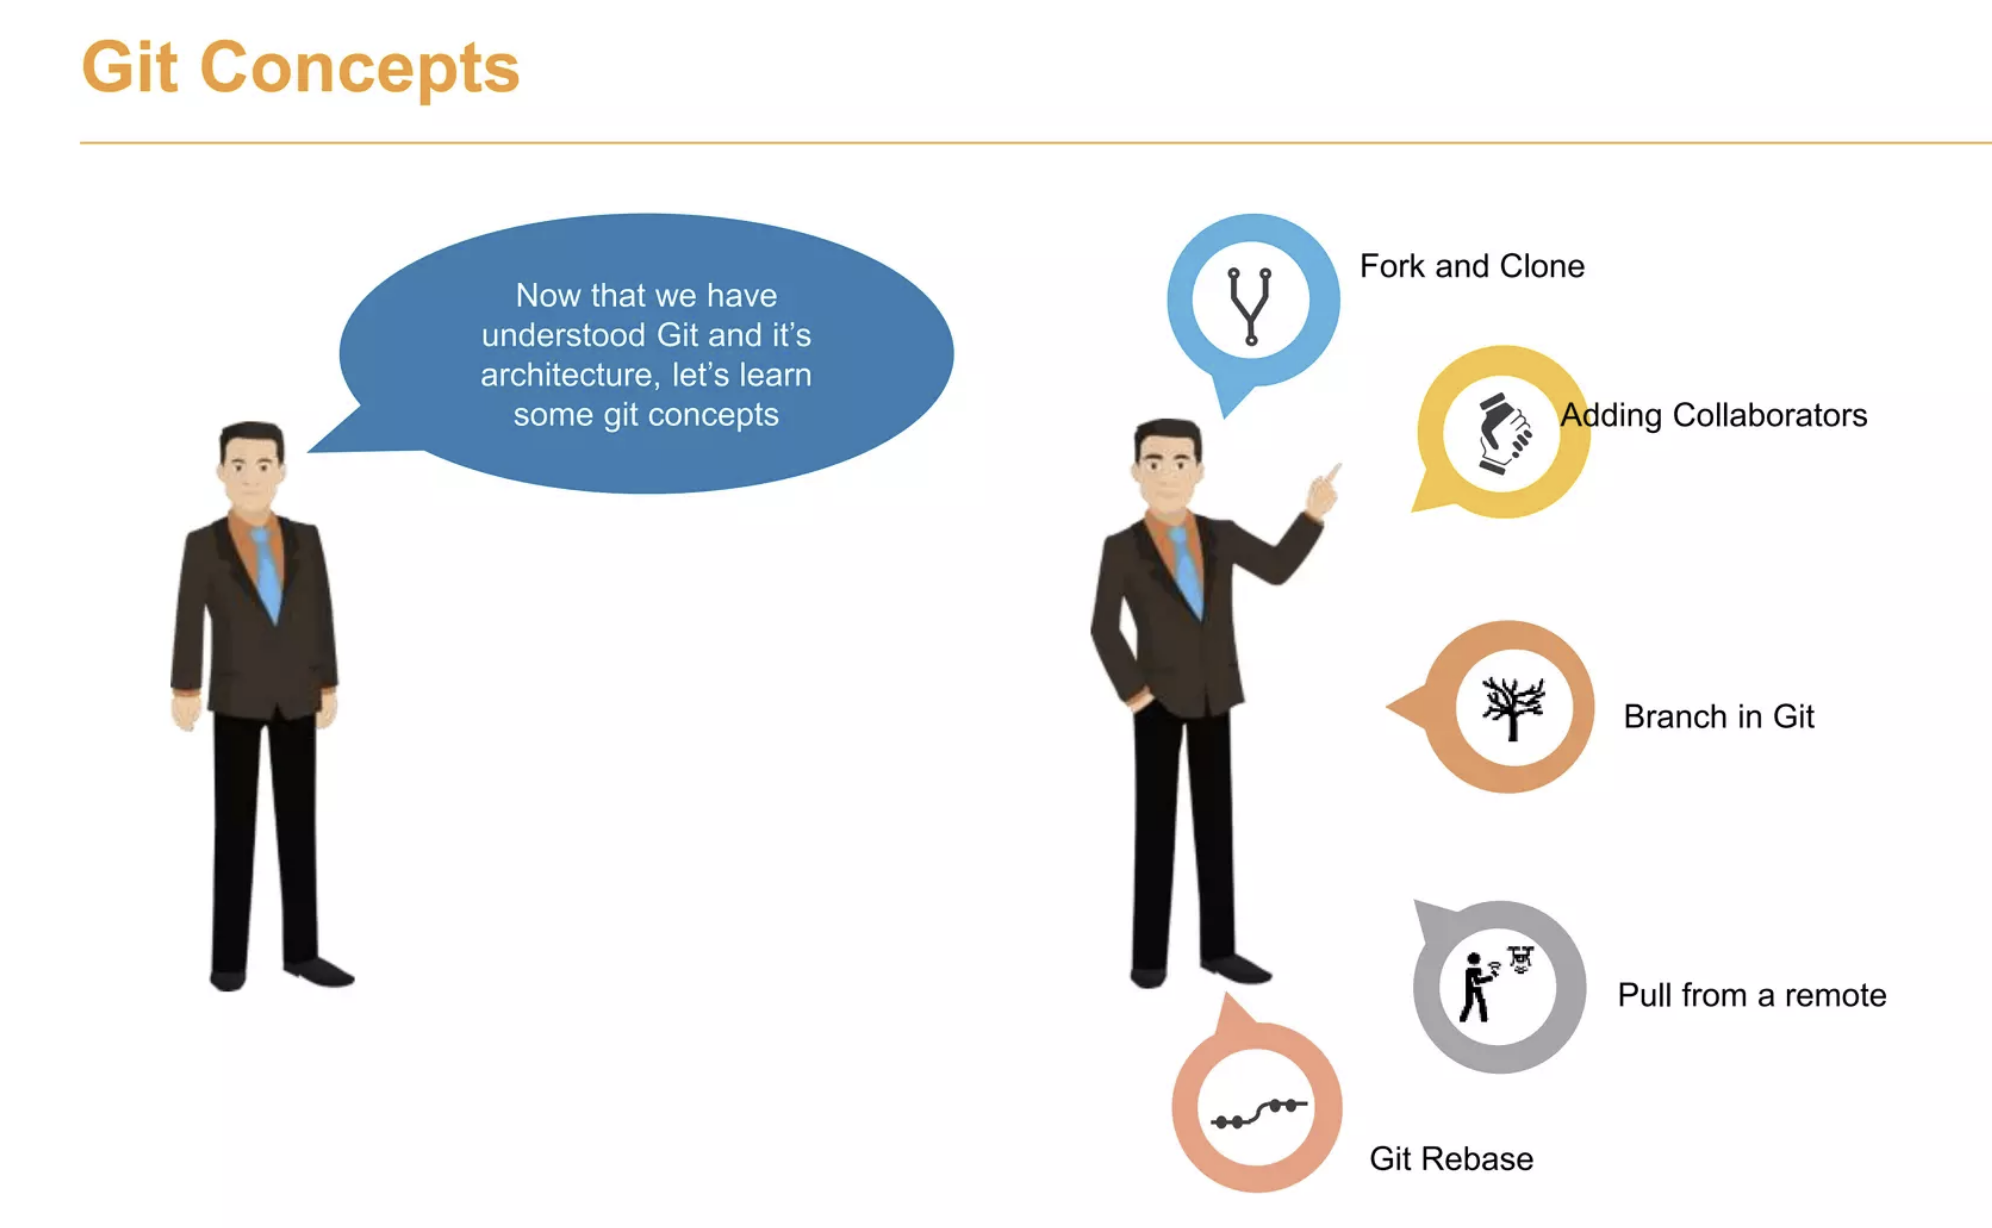 Git Concepts
Now that we have
understood Git and it’s
architecture, let’s learn
some git concepts
Fork and Clone
Adding Collaborators
Branch in Git
Pull from a remote
Git Rebase